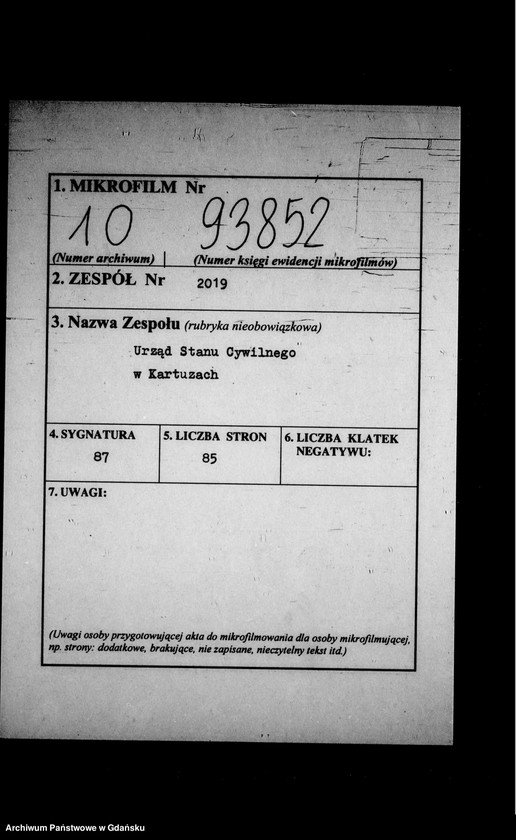 1. MIKROFILM Nr
10 93852
(Numer archiwum) (Numer księgi ewidencji mikrofilmów)
2. ZESPÓŁ Nr 2019
3. Nazwa Zespołu (rubryka nieobowiązkowa)
Urząd Stanu Cywilnego
w Kartuzach
4. SYGNATURA 5. LICZBA STRON 6. LICZBA KLATEK
NEGATYWU:
87 85
7. UWAGI:
(Uwagi osoby przygotowującej akta do mikrofilmowania dla osoby mikrofilmującej,
np. strony: dodatkowe, brakujące, nie zapisane, nieczytelny tekst itd.)
Archiwum Państwowe w Gdańsku